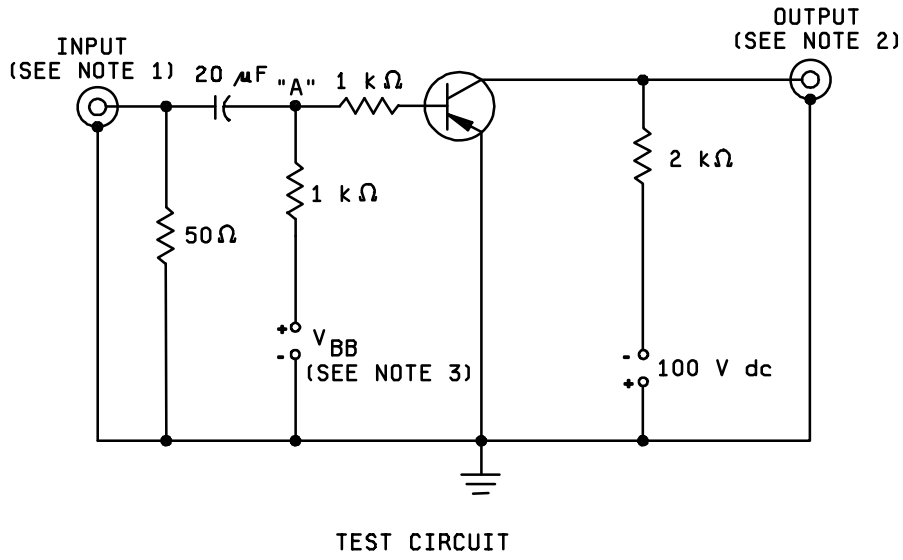 INPUT
(SEE NOTE 1)
OUTPUT
(SEE NOTE 2)
20 µF
"A"
1 kΩ
50Ω
1 kΩ
2 kΩ
+
-
V BB
(SEE NOTE 3)
-
+
100 V dc
TEST CIRCUIT